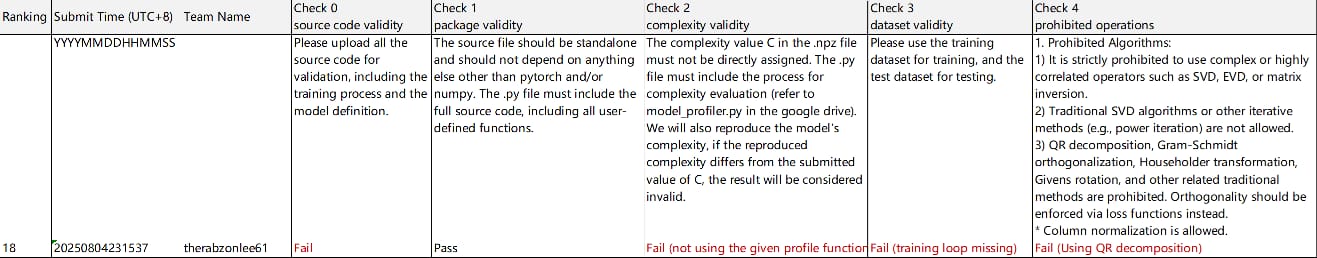 Ranking Submit Time (UTC+8) Team Name
Check 0
source code validity
Check 1
package validity
Check 2
complexity validity
Check 3
dataset validity
Check 4
prohibited operations
YYYYMMDDHHMMSS
Please upload all the
source code for
validation, including the
training process and the
model definition.
The source file should be standalone
and should not depend on anything
else other than pytorch and/or
numpy. The .py file must include the
full source code, including all user-
defined functions.
The complexity value C in the .npz file
must not be directly assigned. The .py
file must include the process for
complexity evaluation (refer to
model_profiler.py in the google drive).
We will also reproduce the model's
complexity, if the reproduced
complexity differs from the submitted
value of C, the result will be considered
invalid.
Please use the training
dataset for training, and the
test dataset for testing.
1. Prohibited Algorithms:
1) It is strictly prohibited to use complex or highly
correlated operators such as SVD, EVD, or matrix
inversion.
2) Traditional SVD algorithms or other iterative
methods (e.g., power iteration) are not allowed.
3) QR decomposition, Gram-Schmidt
orthogonalization, Householder transformation,
Givens rotation, and other related traditional
methods are prohibited. Orthogonality should be
enforced via loss functions instead.
* Column normalization is allowed.
18 20250804231537 therabzonlee61 Fail Pass Fail (not using the given profile function Fail (training loop missing) Fail (Using QR decomposition)